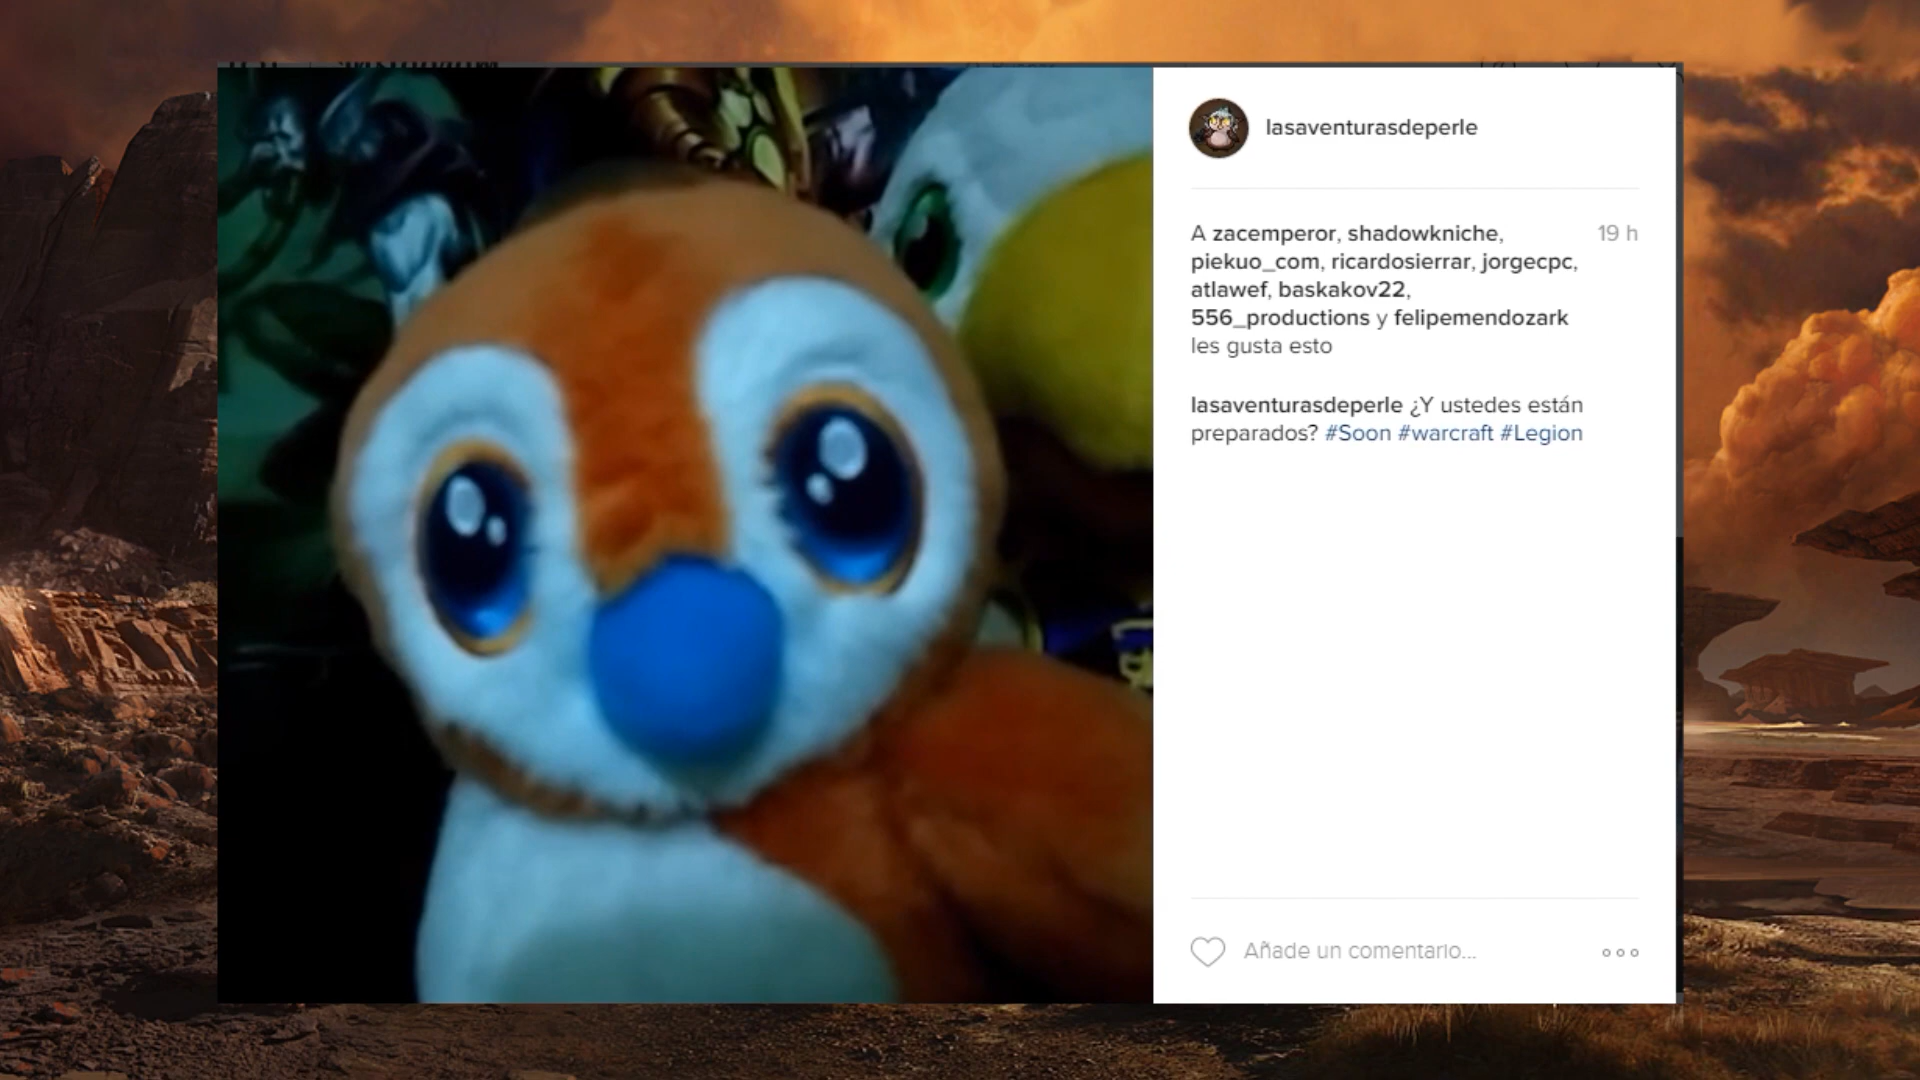 lasaventurasdeperle
A zacemperor, shadowkniche,
19 h
piekuo_com, ricardosierrar, jorgecpc,
atlawef, baskakov22,
556_productions y felipemendozark
les gusta esto
lasaventurasdeperle ¿Y ustedes están
preparados? #Soon #warcraft #Legion
Añade un comentario...